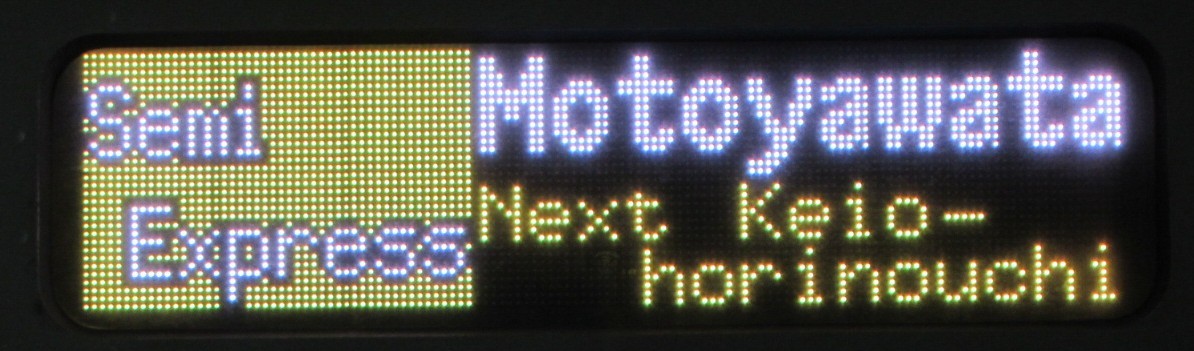 Semi
Express
Motoyawata
Next Keio-
horinouchi